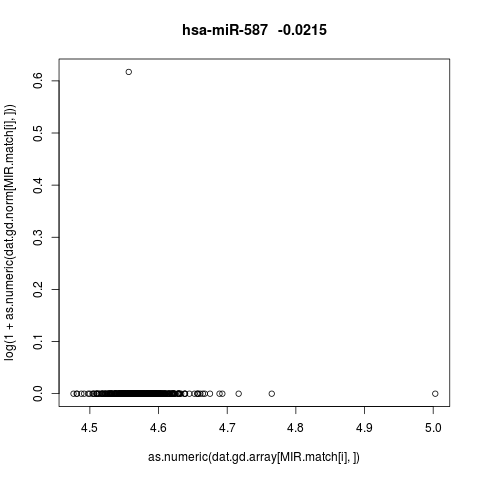 hsa-miR-587 -0.0215
log(1 + as.numeric(dat.gd.norm[MIR.match[i], ]))
0.6
0.5
0.4
0.3
0.2
0.1
0.0
4.5 4.6 4.7 4.8 4.9 5.0
as.numeric(dat.gd.array[MIR.match[i], ])